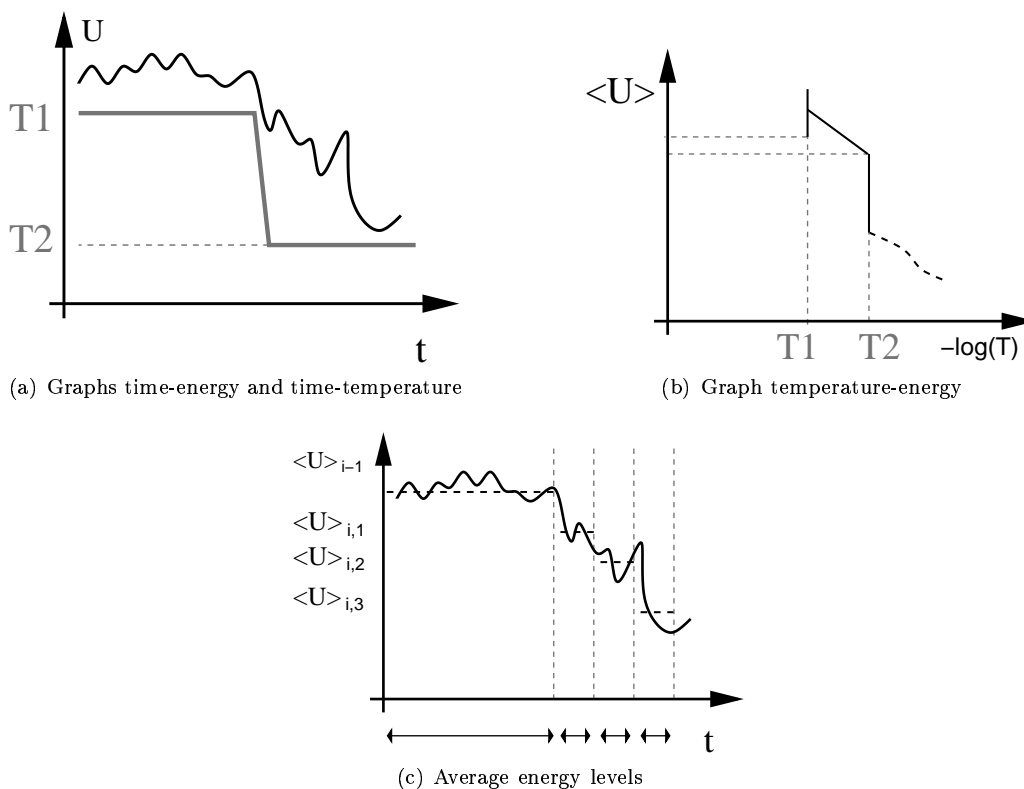 U
T1
T2
t
(a) Graphs time-energy and time-temperature
<U>
T1 T2
–log(T)
(b) Graph temperature-energy
<U> i–1
<U> i,1
<U> i,2
<U> i,3
t
(c) Average energy levels